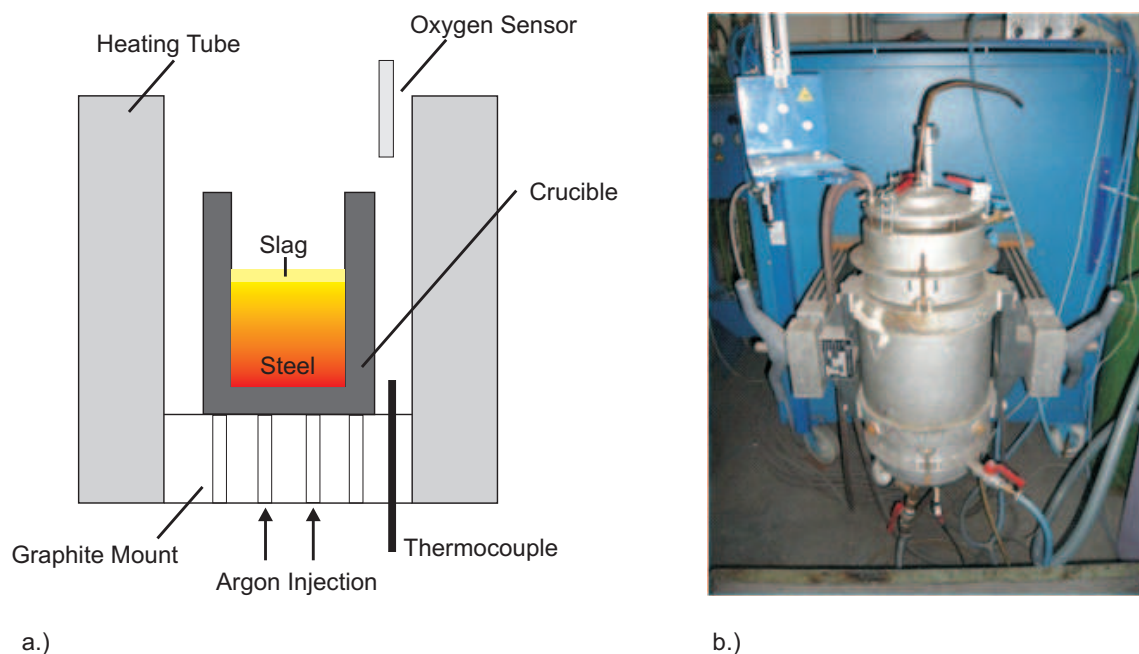 Heating Tube
Oxygen Sensor
Crucible
Slag
Steel
Graphite Mount
Thermocouple
Argon Injection
a.)
b.)